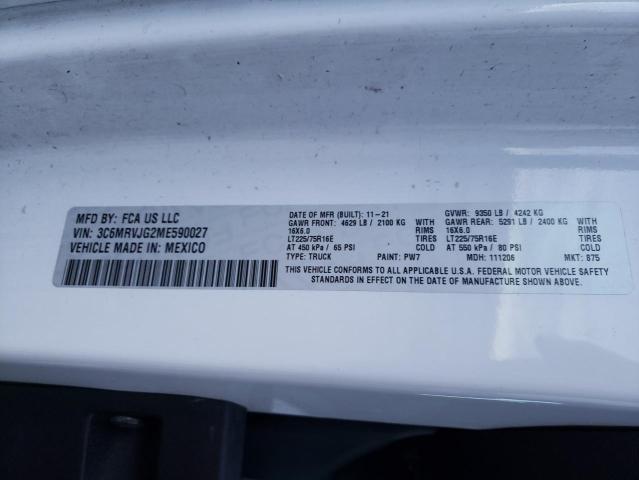 MFD BY: FCA US LLC
VIN: 3C6MRVJG2ME590027
VEHICLE MADE IN: MEXICO
DATE OF MFR (BUILT): 11-21 GVWR: 9350 LB / 4242 KG
GAWR FRONT: 4629 LB / 2100 KG GAWR REAR: 5291 LB / 2400 KG
16X6.0 RIMS 16X6.0 RIMS
LT225/75R16E TIRES LT225/75R16E TIRES
AT 450 kPa / 65 PSI COLD AT 550 kPa / 80 PSI COLD
TYPE: TRUCK PAINT: PW7 MDH: 111206 MKT: 875
THIS VEHICLE CONFORMS TO ALL APPLICABLE U.S.A. FEDERAL MOTOR VEHICLE SAFETY
STANDARDS IN EFFECT ON THE DATE OF MANUFACTURE SHOWN ABOVE.